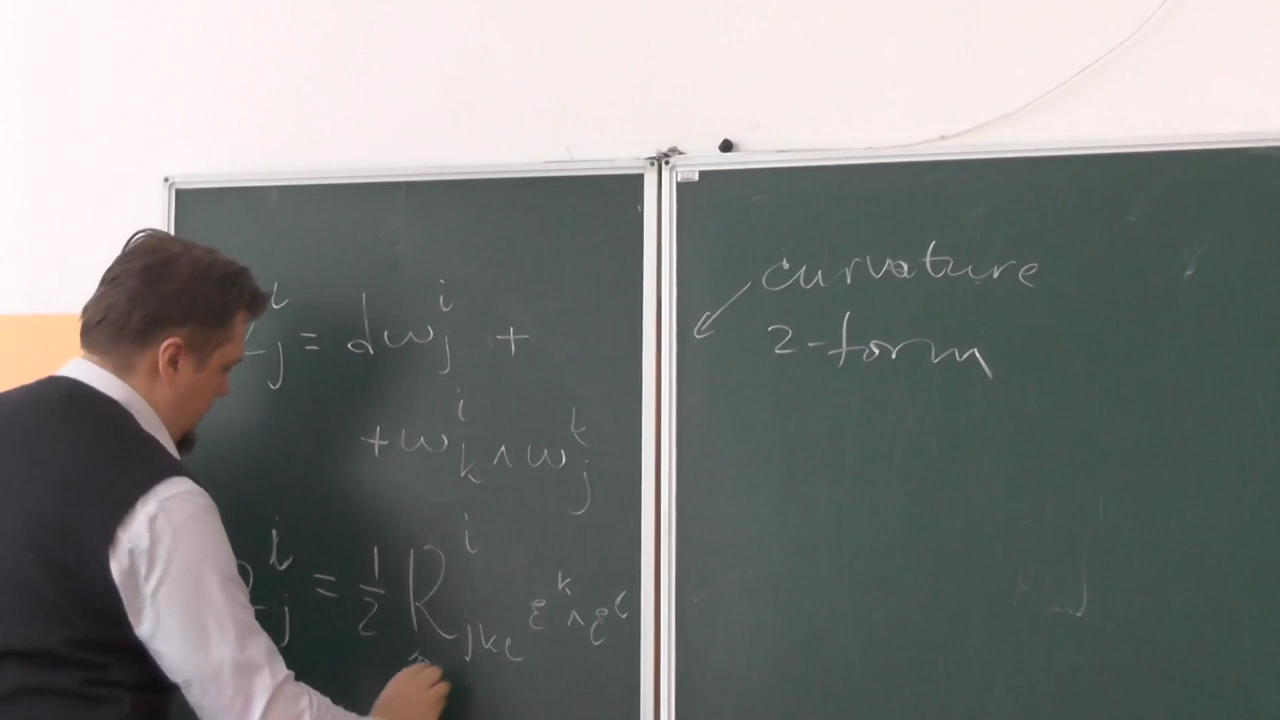 ^i_j = dω^i_j +
+ ω^i_k ∧ ω^k_j
^i_j = 1/2 R^i_jkl ε^k ∧ ε^l
curvature
2-form